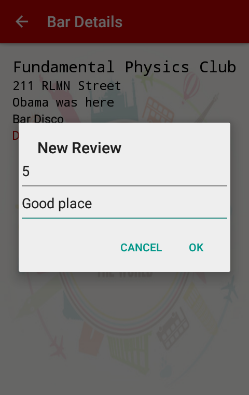 Bar Details
Fundamental Physics Club
211 RLMN Street
Obama was here
Bar Disco
D
New Review
5
Good place
CANCEL
OK